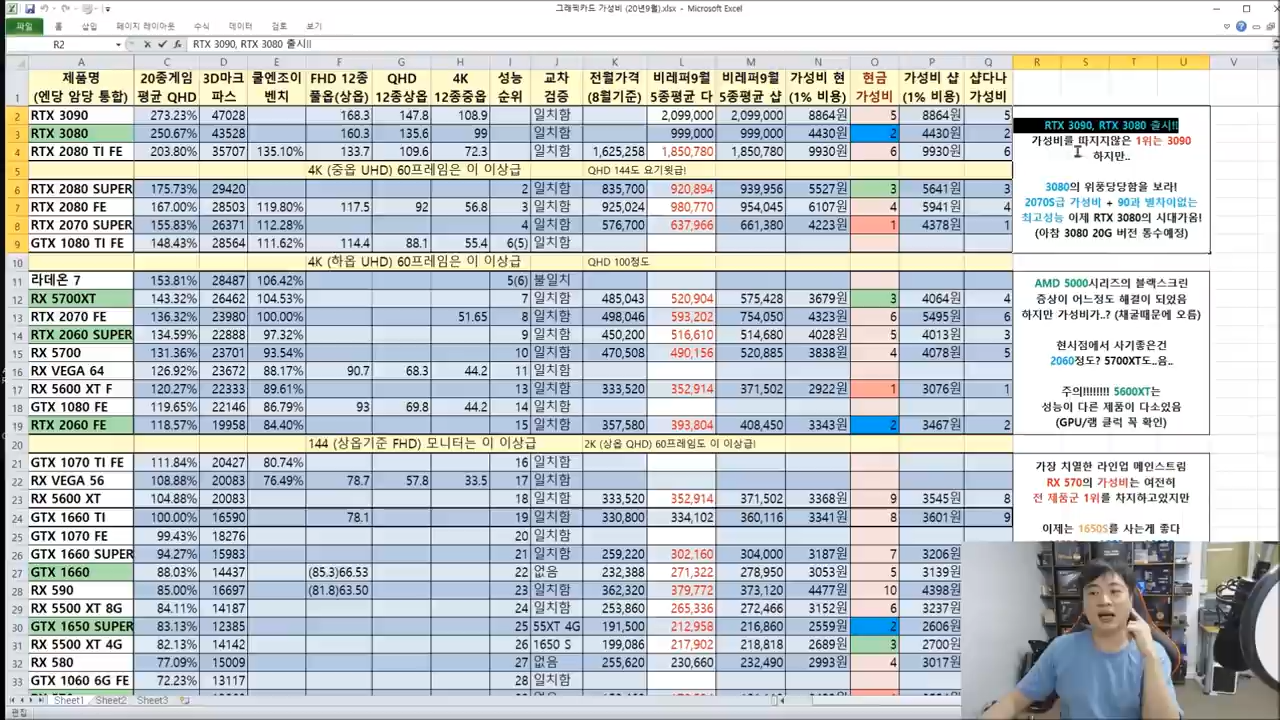 그래픽카드 가성비 (20년9월).xlsx - Microsoft Excel
파일 홈 삽입 페이지 레이아웃 수식 데이터 검토 보기
R2 fx RTX 3090, RTX 3080 출시!!
A C D E F G H I J K L M N O P Q R S T U V W
1 제품명 (엔당 암당 통합) 20종게임 평균 QHD 3D마크 파스 쿨엔조이 벤치 FHD 12종 풀옵(상옵) QHD 12종상옵 4K 12종중옵 성능 순위 교차 검증 전월가격 (8월기준) 비레퍼9월 5종평균 다 비레퍼9월 5종평균 샵 가성비 현 (1% 비용) 현금 가성비 가성비 샵 (1% 비용) 샵다나 가성비
2 RTX 3090 273.23% 47028 168.3 147.8 108.9 일치함 2,099,000 2,099,000 8864원 5 8864원 5
3 RTX 3080 250.67% 43528 160.3 135.6 99 일치함 999,000 999,000 4430원 2 4430원 2
4 RTX 2080 TI FE 203.80% 35707 135.10% 133.7 109.6 72.3 일치함 1,625,258 1,850,780 1,850,780 9930원 6 9930원 6
5 4K (중옵 UHD) 60프레임은 이 이상급 QHD 144도 요기윗급!
6 RTX 2080 SUPER 175.73% 29420 2 일치함 835,700 920,894 939,956 5527원 3 5641원 3
7 RTX 2080 FE 167.00% 28503 119.80% 117.5 92 56.8 3 일치함 925,024 980,770 954,045 6107원 4 5941원 4
8 RTX 2070 SUPER 155.83% 26371 112.28% 4 일치함 576,700 637,966 661,380 4223원 1 4378원 1
9 GTX 1080 TI FE 148.43% 28564 111.62% 114.4 88.1 55.4 6(5) 일치함
10 4K (하옵 UHD) 60프레임은 이 이상급 QHD 100정도
11 라데온 7 153.81% 28487 106.42% 5(6) 불일치
12 RX 5700XT 143.32% 26462 104.53% 7 일치함 485,043 520,904 575,428 3679원 3 4064원 4
13 RTX 2070 FE 136.32% 23980 100.00% 51.65 8 일치함 498,046 593,202 754,050 4323원 6 5495원 6
14 RTX 2060 SUPER 134.59% 22888 97.32% 9 일치함 450,200 516,610 514,680 4028원 5 4013원 3
15 RX 5700 131.36% 23701 93.54% 10 일치함 470,508 490,156 520,885 3838원 4 4078원 5
16 RX VEGA 64 126.92% 23672 88.17% 90.7 68.3 44.2 11 일치함
17 RX 5600 XT F 120.27% 22333 89.61% 13 일치함 333,520 352,914 371,502 2922원 1 3076원 1
18 GTX 1080 FE 119.65% 22146 86.79% 93 69.8 44.2 14 일치함
19 RTX 2060 FE 118.57% 19958 84.40% 15 일치함 357,580 393,804 408,450 3343원 2 3467원 2
20 144 (상옵기준 FHD) 모니터는 이 이상급 2K (상옵 QHD) 60프레임도 이 이상급!
21 GTX 1070 TI FE 111.84% 20427 80.74% 16 일치함
22 RX VEGA 56 108.88% 20083 76.49% 78.7 57.8 33.5 17 일치함
23 RX 5600 XT 104.88% 20083 18 일치함 333,520 352,914 371,502 3368원 9 3545원 8
24 GTX 1660 TI 100.00% 16590 78.1 19 일치함 330,800 334,102 360,116 3341원 8 3601원 9
25 GTX 1070 FE 99.43% 18276 20 일치함
26 GTX 1660 SUPER 94.27% 15983 21 일치함 259,220 302,160 304,000 3187원 7 3206원
27 GTX 1660 88.03% 14437 (85.3)66.53 22 없음 232,388 271,322 278,950 3053원 5 3139원
28 RX 590 85.00% 16697 (81.8)63.50 23 일치함 362,320 379,772 373,120 4477원 10 4398원
29 RX 5500 XT 8G 84.11% 14187 24 일치함 253,860 265,336 272,466 3152원 6 3237원
30 GTX 1650 SUPER 83.13% 12385 25 55XT 4G 191,500 212,958 216,860 2559원 2 2606원
31 RX 5500 XT 4G 82.13% 14142 26 1650 S 199,086 217,902 218,818 2689원 3 2700원
32 RX 580 77.09% 15009 27 없음 255,620 230,660 232,490 2993원 4 3017원
33 GTX 1060 6G FE 72.23% 13117 28
RTX 3090, RTX 3080 출시!!
가성비를 따지지않은 1위는 3090
하지만..
3080의 위풍당당함을 보라!
2070S급 가성비 + 90과 별차이없는
최고성능 이제 RTX 3080의 시대가옴!
(아참 3080 20G 버전 통수예정)
AMD 5000시리즈의 블랙스크린
증상이 어느정도 해결이 되었음
하지만 가성비가..? (채굴때문에 오름)
현시점에서 사기좋은건
2060정도? 5700XT도..음..
주의!!!!!!!! 5600XT는
성능이 다른 제품이 다소있음
(GPU/램 클럭 꼭 확인)
가장 치열한 라인업 메인스트림
RX 570의 가성비는 여전히
전 제품군 1위를 차지하고있지만
이제는 1650S를 사는게 좋다
Sheet1 Sheet2 Sheet3
편집